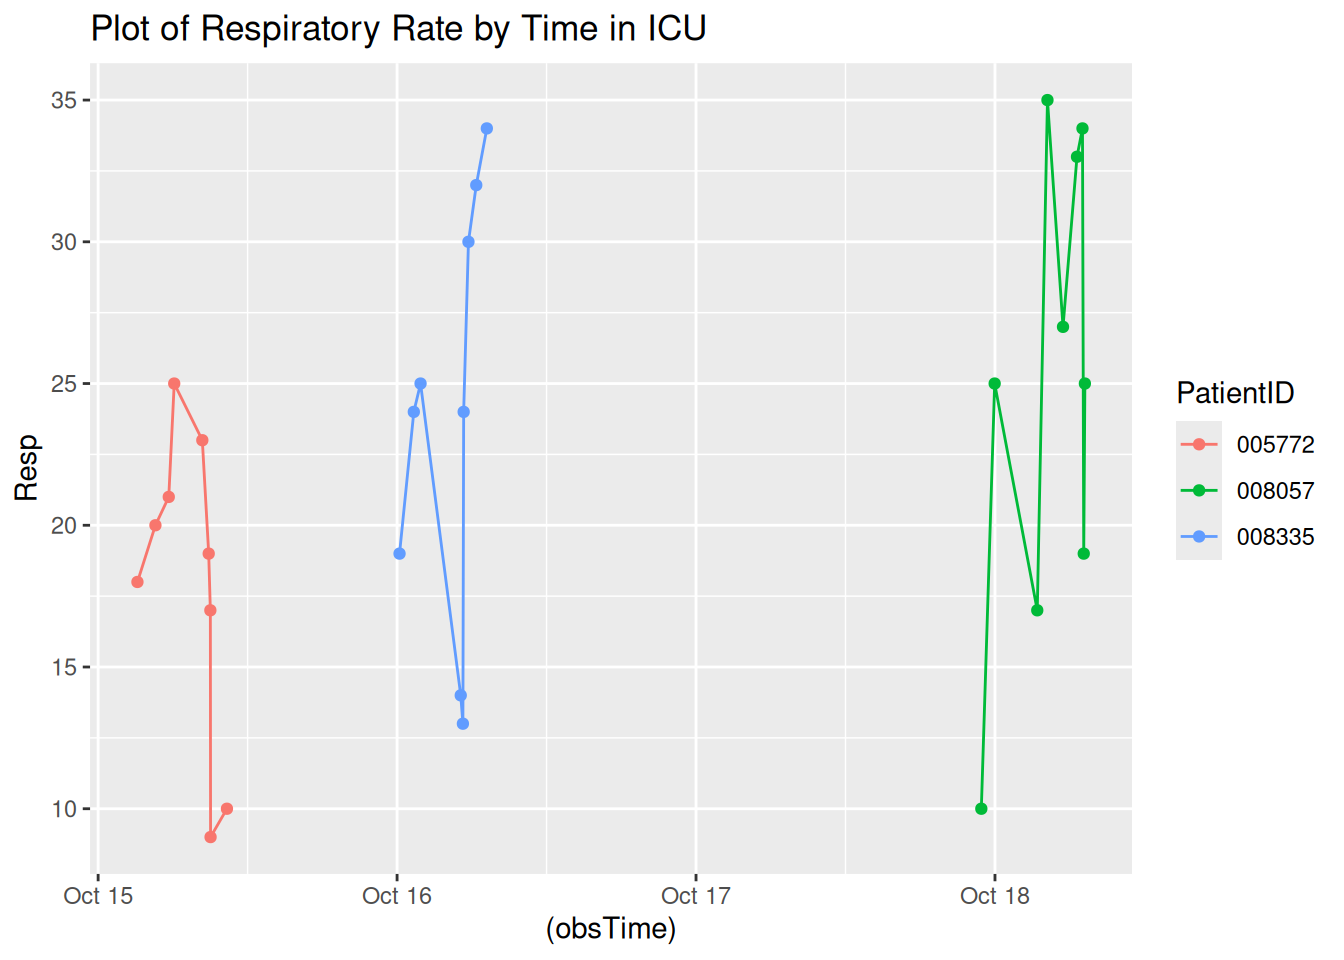 Plot of Respiratory Rate by Time in ICU
35
30
25
20
15
10
Resp
Oct 15
Oct 16
Oct 17
Oct 18
(obsTime)
PatientID
005772
008057
008335